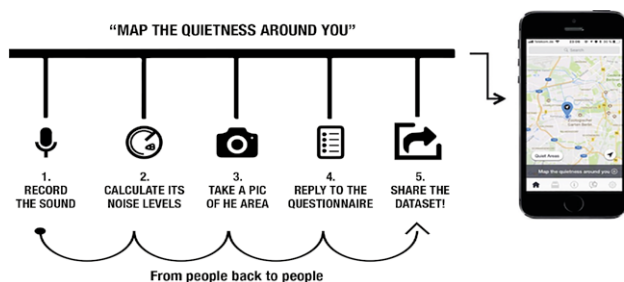 "MAP THE QUIETNESS AROUND YOU"
1.
RECORD
THE SOUND
2.
CALCULATE ITS
NOISE LEVELS
3.
TAKE A PIC
OF HE AREA
4.
REPLY TO THE
QUESTIONNAIRE
5.
SHARE THE
DATASET!
From people back to people
Search
Quiet Areas
Map the quietness around you